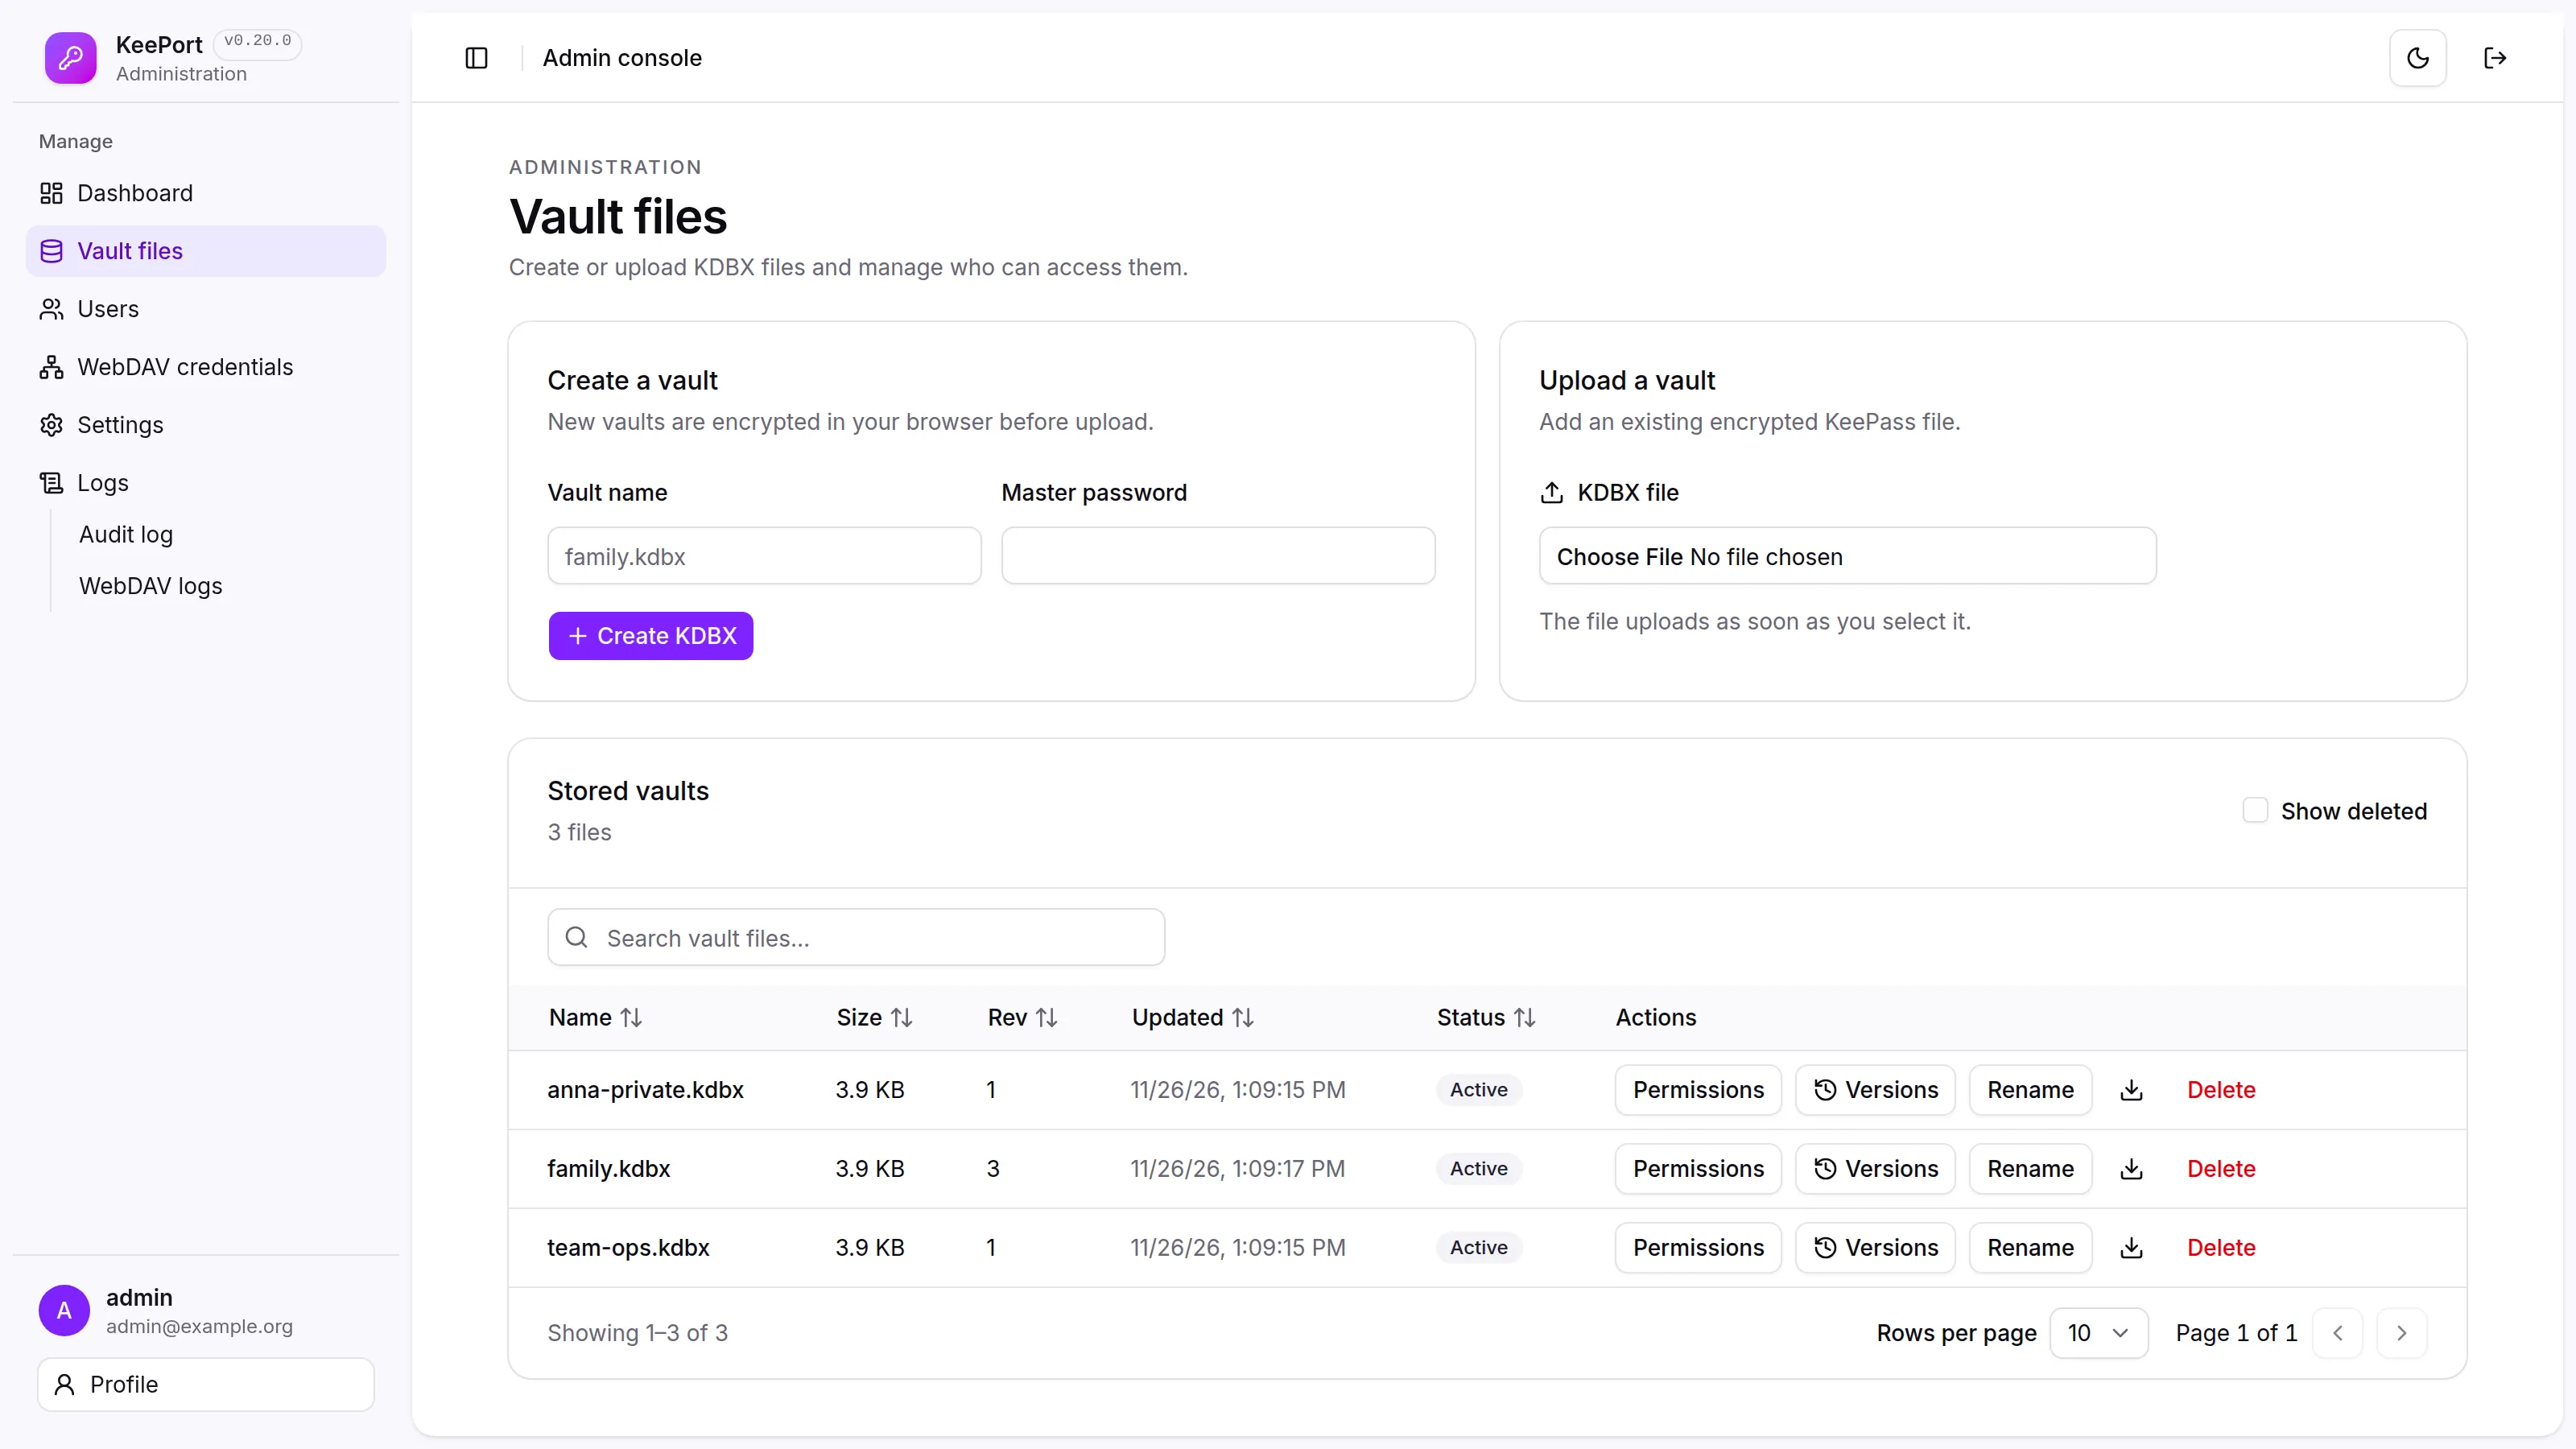 KeePort v0.20.0
Administration
Manage
Dashboard
Vault files
Users
WebDAV credentials
Settings
Logs
Audit log
WebDAV logs
A
admin
admin@example.org
Profile
Admin console
ADMINISTRATION
Vault files
Create or upload KDBX files and manage who can access them.
Create a vault
New vaults are encrypted in your browser before upload.
Vault name
Master password
family.kdbx
Create KDBX
Upload a vault
Add an existing encrypted KeePass file.
KDBX file
Choose File No file chosen
The file uploads as soon as you select it.
Stored vaults
3 files
Show deleted
Search vault files...
Name Size Rev Updated Status Actions
anna-private.kdbx 3.9 KB 1 11/26/26, 1:09:15 PM Active Permissions Versions Rename Delete
family.kdbx 3.9 KB 3 11/26/26, 1:09:17 PM Active Permissions Versions Rename Delete
team-ops.kdbx 3.9 KB 1 11/26/26, 1:09:15 PM Active Permissions Versions Rename Delete
Showing 1–3 of 3 Rows per page 10 Page 1 of 1